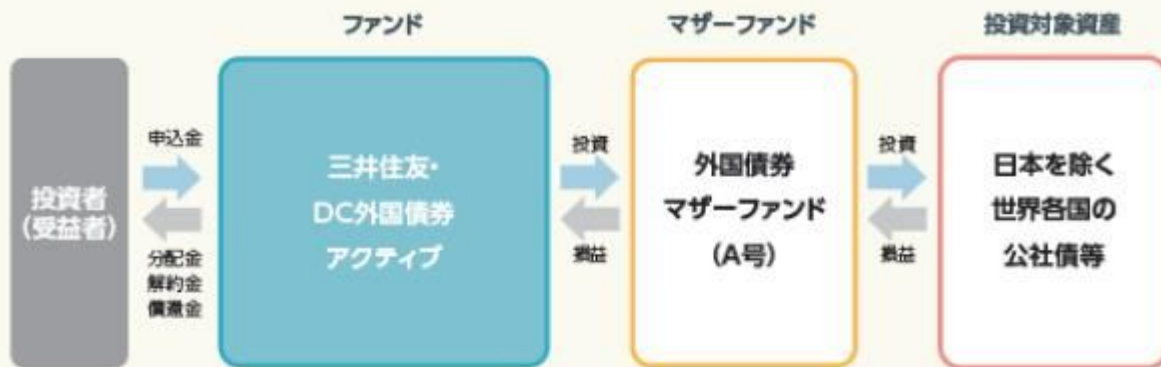 ファンド
マザーファンド
投資対象資産
投資者
(受益者)
申込金
分配金
解約金
償還金
三井住友・
DC外国債券
アクティブ
投資
損益
外国債券
マザーファンド
(A号)
投資
損益
日本を除く
世界各国の
公社債等